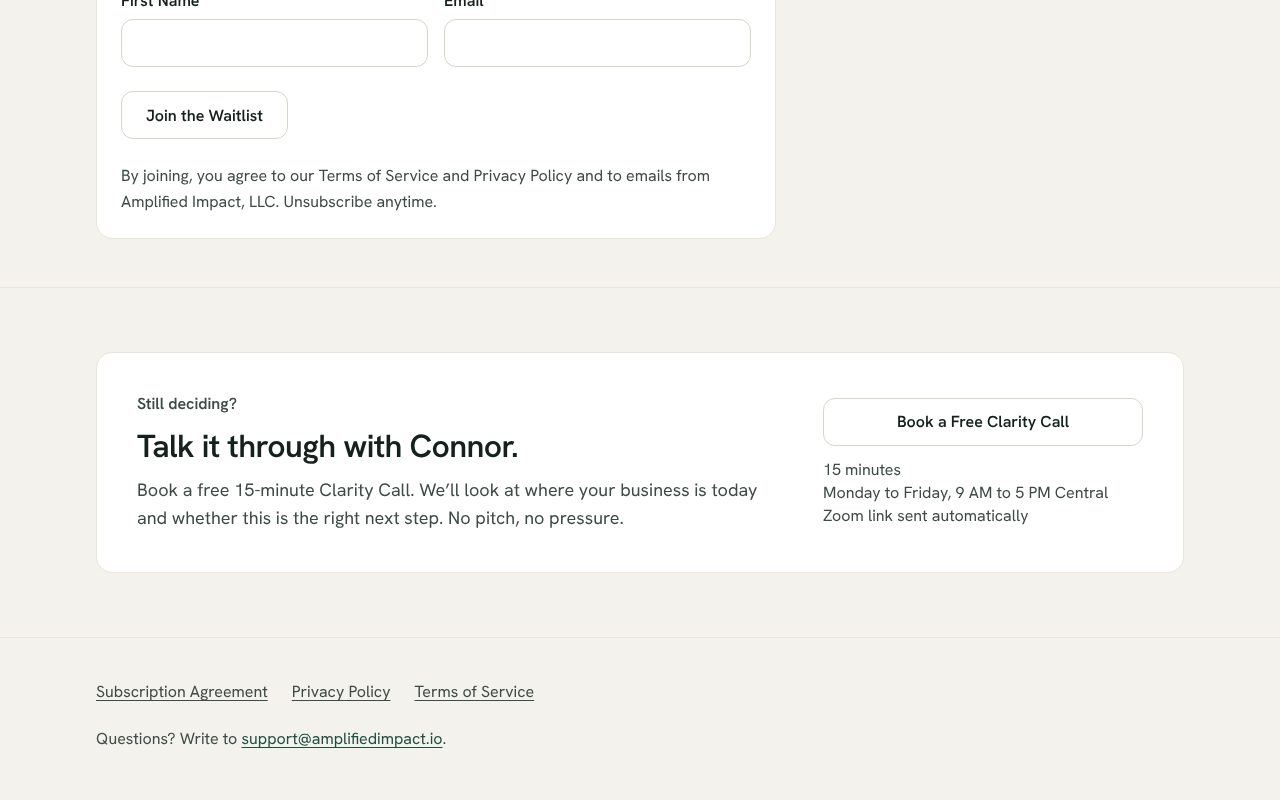 First Name
Email
Join the Waitlist
By joining, you agree to our Terms of Service and Privacy Policy and to emails from
Amplified Impact, LLC. Unsubscribe anytime.
Still deciding?
Talk it through with Connor.
Book a free 15-minute Clarity Call. We’ll look at where your business is today
and whether this is the right next step. No pitch, no pressure.
Book a Free Clarity Call
15 minutes
Monday to Friday, 9 AM to 5 PM Central
Zoom link sent automatically
Subscription Agreement
Privacy Policy
Terms of Service
Questions? Write to support@amplifiedimpact.io.